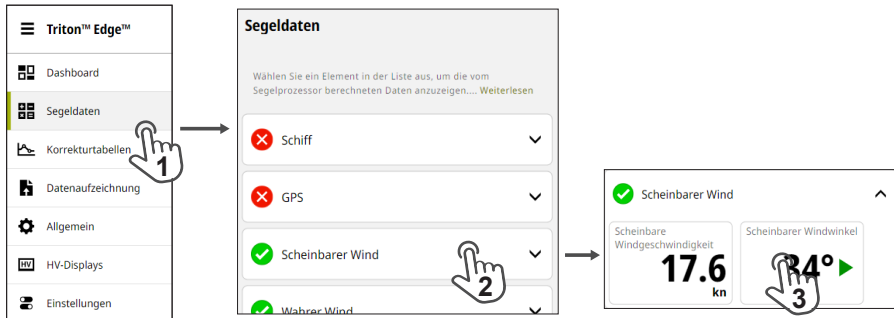 Triton™ Edge™
Dashboard
Segeldaten
Korrekturtabellen
Datenaufzeichnung
Allgemein
HV
HV-Displays
Einstellungen
1
Segeldaten
Wählen Sie ein Element in der Liste aus, um die vom
Segelprozessor berechneten Daten anzuzeigen.... Weiterlesen
Schiff
GPS
Scheinbarer Wind
Wahrer Wind
2
Scheinbarer Wind
Scheinbare
Windgeschwindigkeit
17.6
kn
Scheinbarer Windwinkel
34°
3